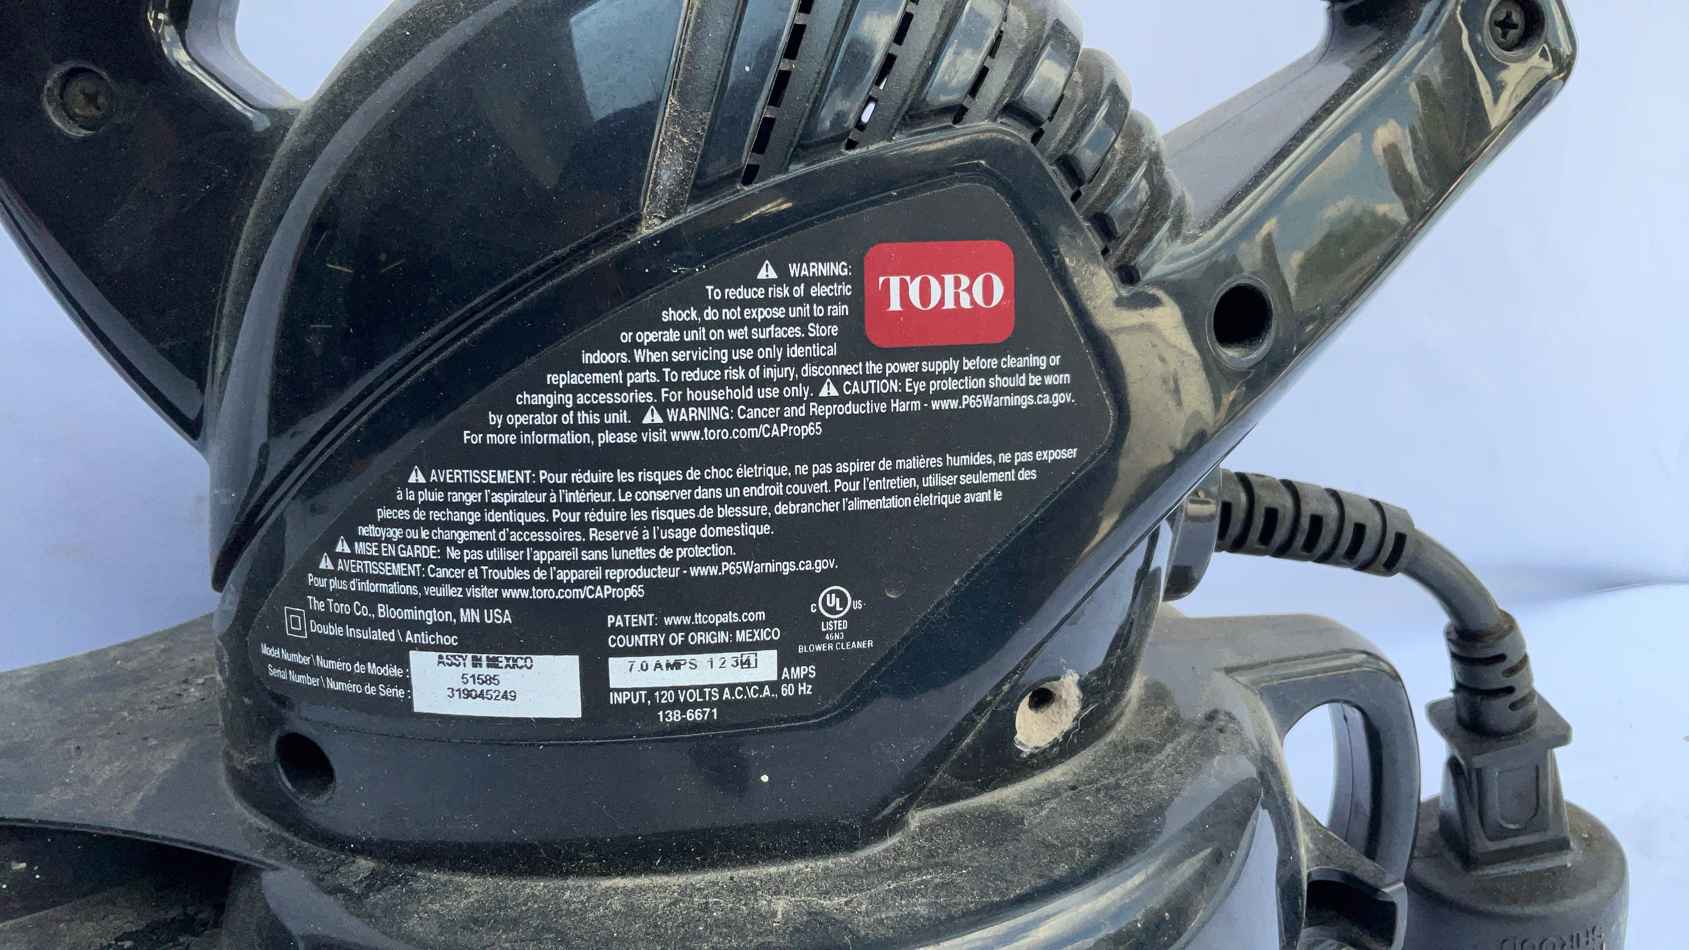 TORO
WARNING:
To reduce risk of electric
shock, do not expose unit to rain
or operate unit on wet surfaces. Store
indoors. When servicing use only identical
replacement parts. To reduce risk of injury, disconnect the power supply before cleaning or
changing accessories. For household use only. ⚠ CAUTION: Eye protection should be worn
by operator of this unit. ⚠ WARNING: Cancer and Reproductive Harm - www.P65Warnings.ca.gov.
For more information, please visit www.toro.com/CAProp65
⚠ AVERTISSEMENT: Pour réduire les risques de choc életrique, ne pas aspirer de matières humides, ne pas exposer
à la pluie ranger l'aspirateur à l'intérieur. Le conserver dans un endroit couvert. Pour l'entretien, utiliser seulement des
pieces de rechange identiques. Pour réduire les risques de blessure, debrancher l'alimentation életrique avant le
nettoyage ou le changement d'accessoires. Reservé à l'usage domestique.
⚠ MISE EN GARDE: Ne pas utiliser l'appareil sans lunettes de protection.
⚠ AVERTISSEMENT: Cancer et Troubles de l'appareil reproducteur - www.P65Warnings.ca.gov.
Pour plus d'informations, veuillez visiter www.toro.com/CAProp65
The Toro Co., Bloomington, MN USA
Double Insulated \ Antichoc
Model Number \ Numéro de Modèle :
Serial Number \ Numéro de Série :
ASSY IN MEXICO
51585
319045249
PATENT: www.ttcopats.com
COUNTRY OF ORIGIN: MEXICO
7.0 AMPS 1 2 3 4
AMPS
INPUT, 120 VOLTS A.C.\C.A., 60 Hz
138-6671
C UL US
LISTED
46N3
BLOWER CLEANER